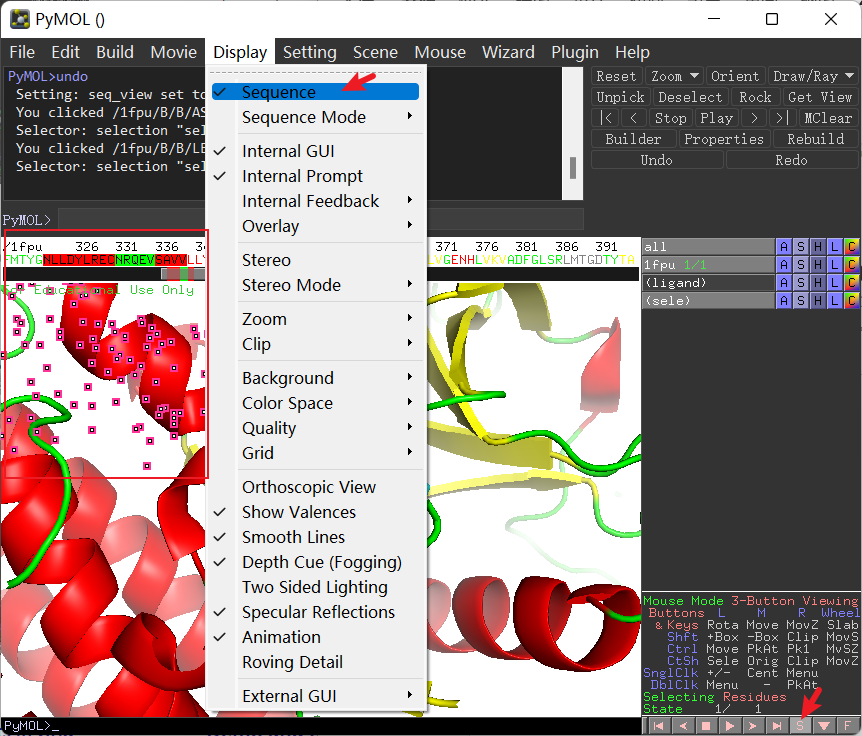 PyMOL ()
File Edit Build Movie Display Setting Scene Mouse Wizard Plugin Help
PyMOL>undo
Setting: seq_view set to
You clicked /1fpu/B/B/AS
Selector: selection "sel
You clicked /1fpu/B/B/LE
Selector: selection "sel
PyMOL>
Sequence
Sequence Mode
Internal GUI
Internal Prompt
Internal Feedback
Overlay
Stereo
Stereo Mode
Zoom
Clip
Background
Color Space
Quality
Grid
Orthoscopic View
Show Valences
Smooth Lines
Depth Cue (Fogging)
Two Sided Lighting
Specular Reflections
Animation
Roving Detail
External GUI
Reset Zoom Orient Draw/Ray
Unpick Deselect Rock Get View
|< < Stop Play > >| MClear
Builder Properties Rebuild
Undo Redo
/1fpu 326 331 336 371 376 381 386 391
FMTYGNLLDYLRECNRQEVSAVVLLY LVGENHLVKVADFGLSRLMTGDTYTA
For Educational Use Only
all A S H L C
1fpu 1/1 A S H L C
(ligand) A S H L C
(sele) A S H L C
Mouse Mode 3-Button Viewing
Buttons L M R Wheel
& Keys Rota Move MovZ Slab
Shft +Box -Box Clip MovS
Ctrl Move PkAt Pk1 MvSZ
CtSh Sele Orig Clip MovZ
SnglClk +/- Cent Menu
DblClk Menu - PkAt
Selecting Residues
State 1/ 1
S F
PyMOL>_